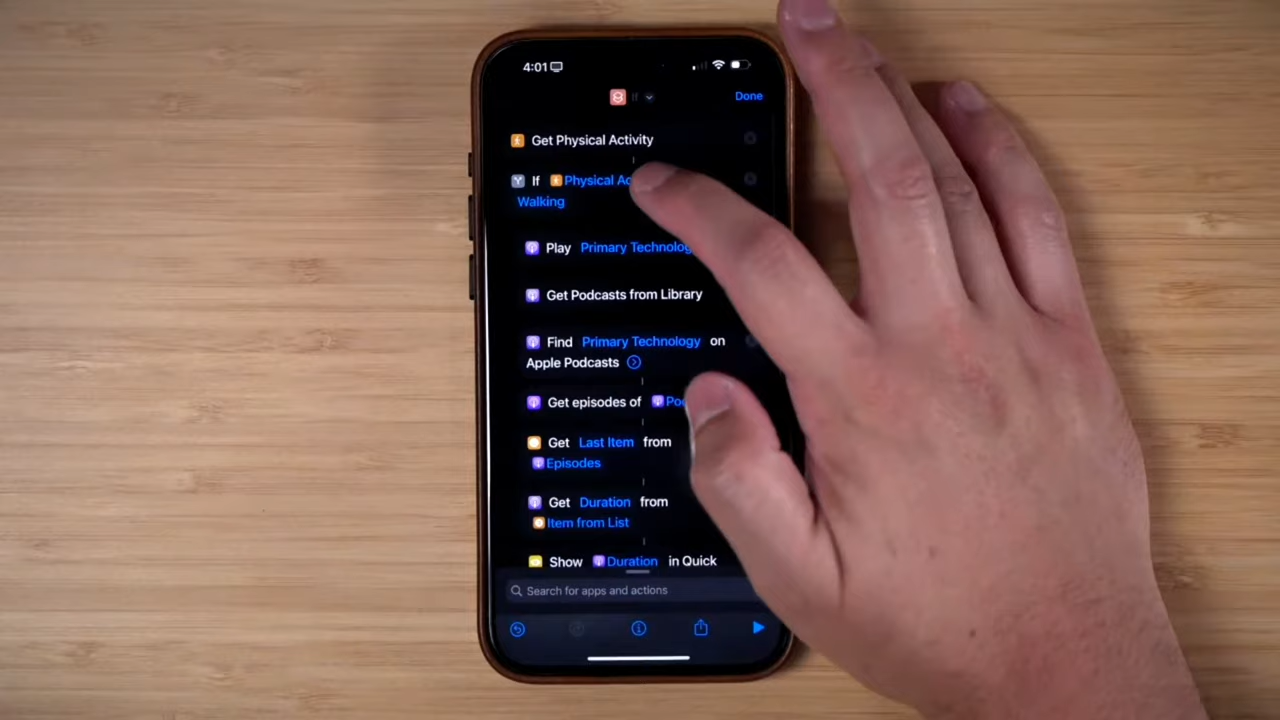 4:01
If
Done
Get Physical Activity
If Physical
Walking
Play Primary
Get Podcasts from Library
Find Primary Technology on
Apple Podcasts
Get episodes of
Get Last Item from
Episodes
Get Duration from
Item from List
Show Duration in Quick
Search for apps and actions